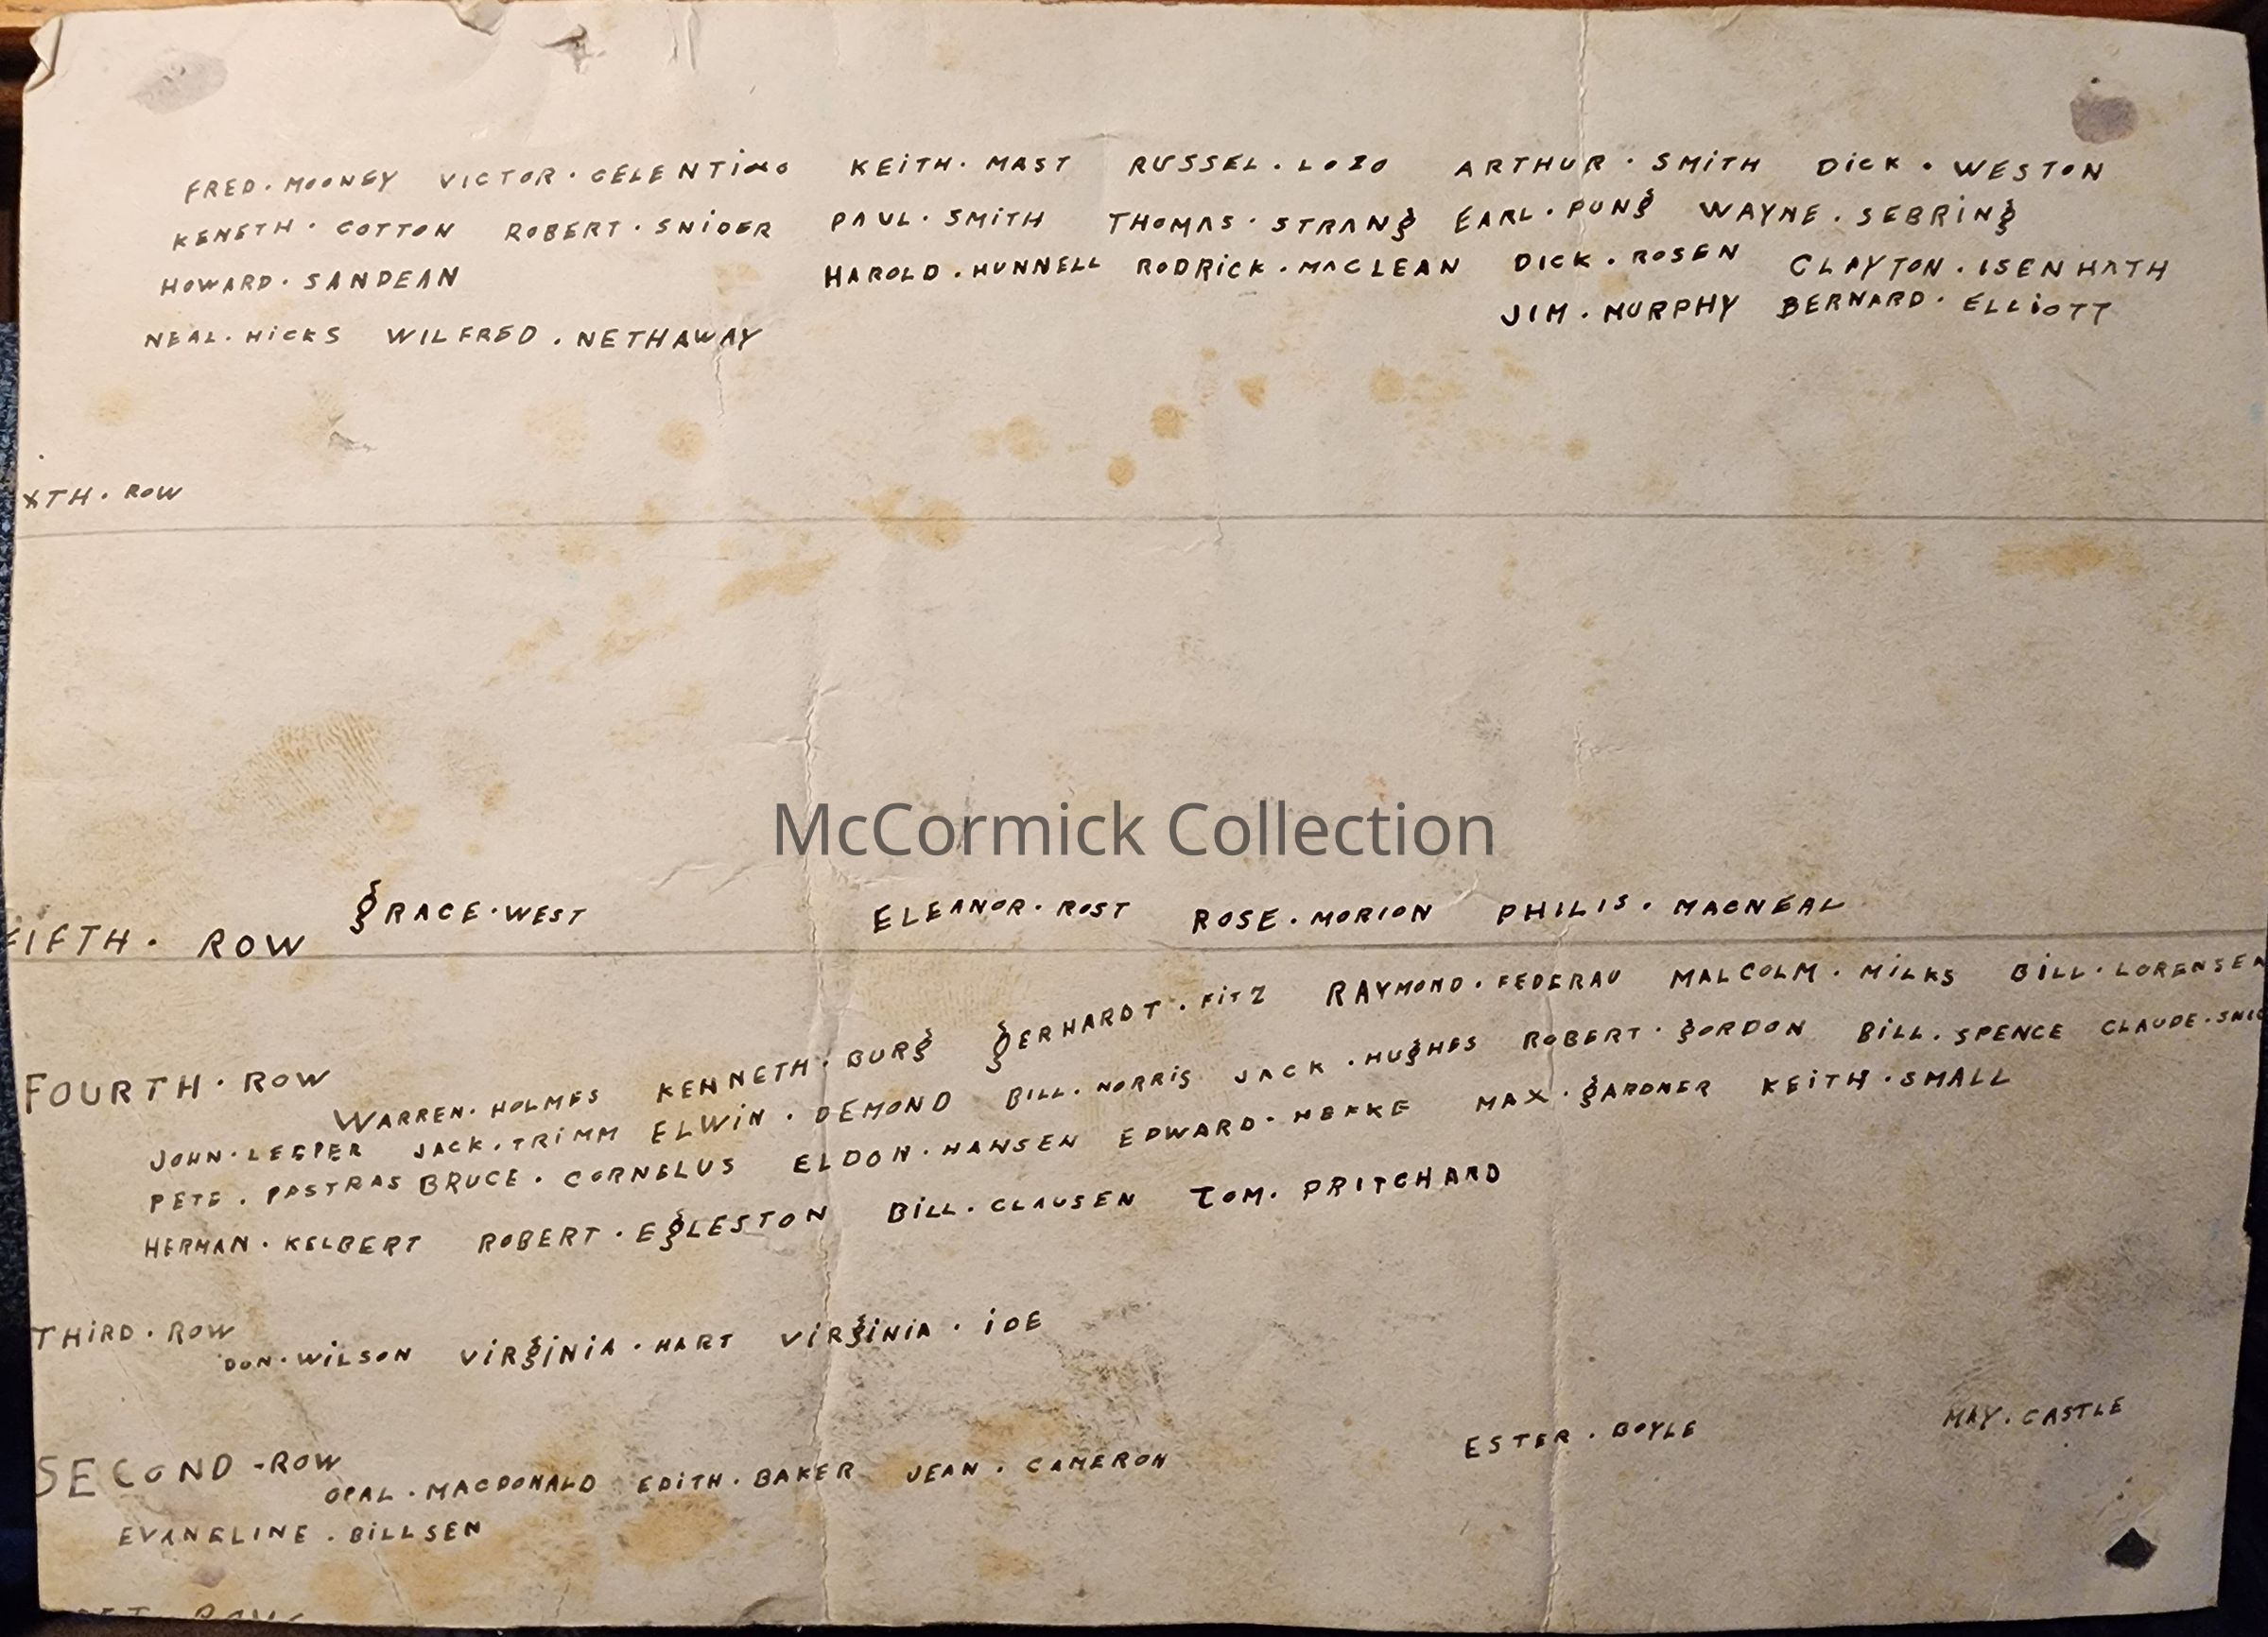 FRED. MOONEY VICTOR. CELENTINO KEITH. MAST RUSSEL. LOZO ARTHUR. SMITH DICK. WESTON
KENETH. COTTON ROBERT. SNIDER PAUL. SMITH THOMAS. STRANG EARL. PUNG WAYNE. SEBRING
HOWARD. SANDEAN HAROLD. HUNNELL RODRICK. MACLEAN DICK. ROSEN CLAYTON. ISENHATH
JIM. MURPHY BERNARD. ELLIOTT
NEAL. HICKS WILFRED. NETHAWAY
XTH. ROW
McCormick Collection
GRACE. WEST ELEANOR. ROST ROSE. MORION PHILIS. MACNEAL
FIFTH. ROW
FOURTH. ROW
WARREN. HOLMES KENNETH. BURG GERHARDT. FITZ RAYMOND. FEDERAU MALCOLM. MILKS BILL. LORENSEN
JOHN. LEEPER JACK. TRIMM ELWIN. DEMOND BILL. NORRIS JACK. HUGHES ROBERT. GORDON BILL. SPENCE CLAUDE.
PETE. PASTRAS BRUCE. CORNELUS ELDON. HANSEN EDWARD. MAX. GARDNER KEITH. SMALL
HERMAN. KELBERT ROBERT. EGLESTON BILL. CLAUSEN TOM. PRITCHARD
THIRD. ROW
DON. WILSON VIRGINIA. HART VIRGINIA. IDE
SECOND - ROW
OPAL. MACDONALD EDITH. BAKER JEAN. CAMERON ESTER. BOYLE MAY. CASTLE
EVANELINE. BILLSEN